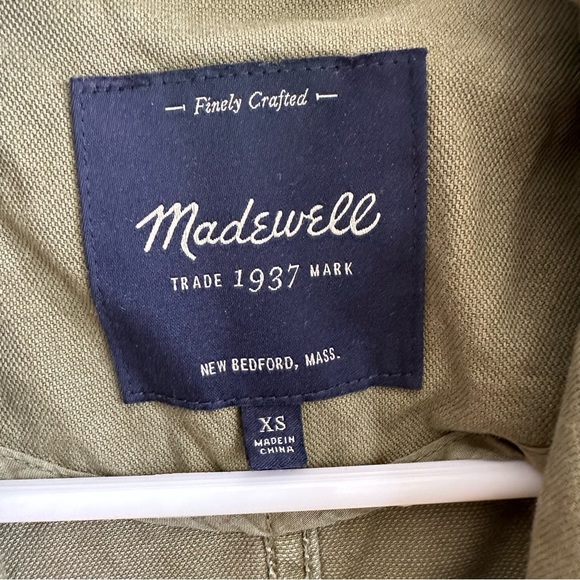 Finely Crafted
Madewell
TRADE 1937 MARK
NEW BEDFORD, MASS.
XS
MADE IN
CHINA